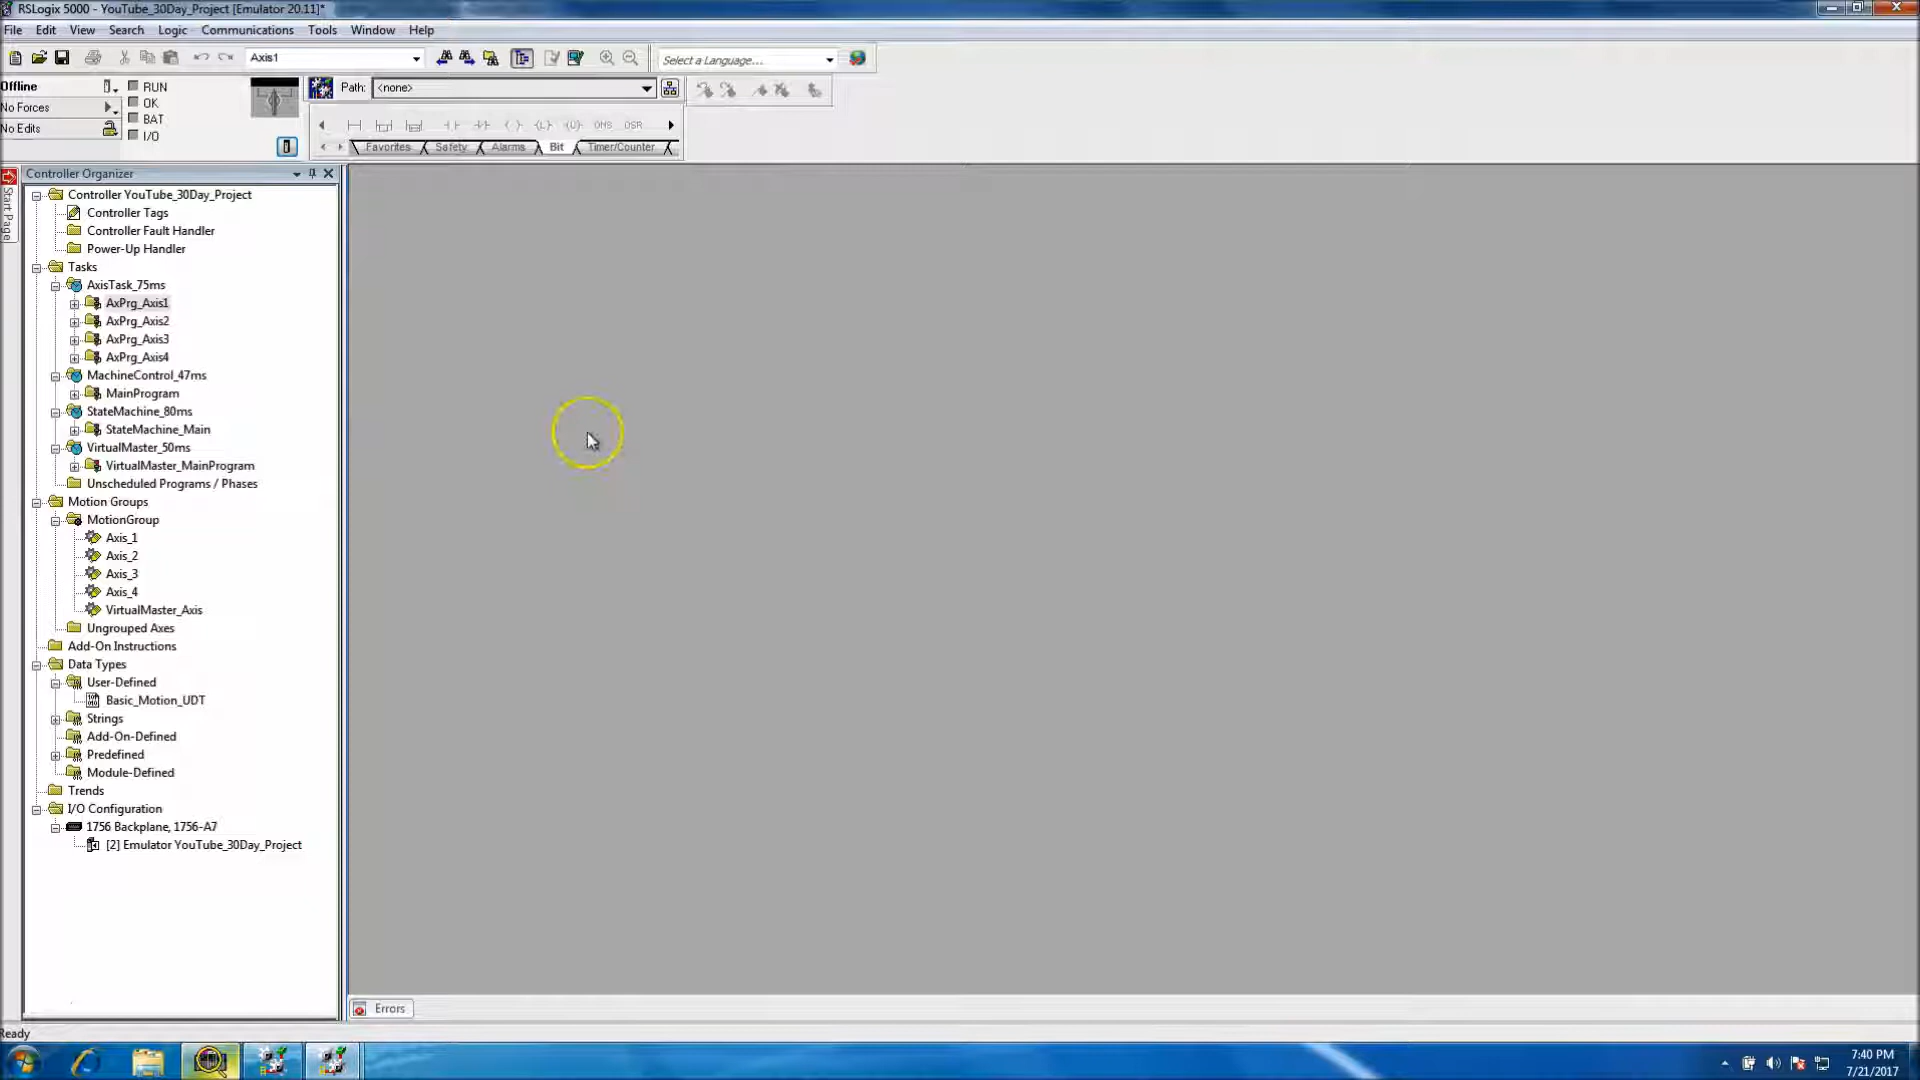 RSLogix 5000 - YouTube_30Day_Project [Emulator 20.11]*
File Edit View Search Logic Communications Tools Window Help
Axis1
Select a Language...
Offline
RUN
Path: <none>
No Forces
OK
BAT
No Edits
I/O
ONS OSR
Favorites Safety Alarms Bit Timer/Counter
Start Page
Controller Organizer
Controller YouTube_30Day_Project
Controller Tags
Controller Fault Handler
Power-Up Handler
Tasks
AxisTask_75ms
AxPrg_Axis1
AxPrg_Axis2
AxPrg_Axis3
AxPrg_Axis4
MachineControl_47ms
MainProgram
StateMachine_80ms
StateMachine_Main
VirtualMaster_50ms
VirtualMaster_MainProgram
Unscheduled Programs / Phases
Motion Groups
MotionGroup
Axis_1
Axis_2
Axis_3
Axis_4
VirtualMaster_Axis
Ungrouped Axes
Add-On Instructions
Data Types
User-Defined
Basic_Motion_UDT
Strings
Add-On-Defined
Predefined
Module-Defined
Trends
I/O Configuration
1756 Backplane, 1756-A7
[2] Emulator YouTube_30Day_Project
Errors
Ready
7:40 PM
7/21/2017